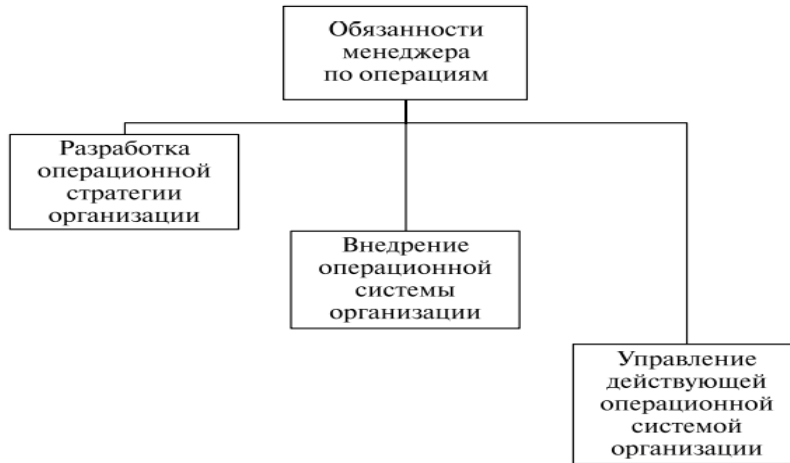 Обязанности
менеджера
по операциям
Разработка
операционной
стратегии
организации
Внедрение
операционной
системы
организации
Управление
действующей
операционной
системой
организации